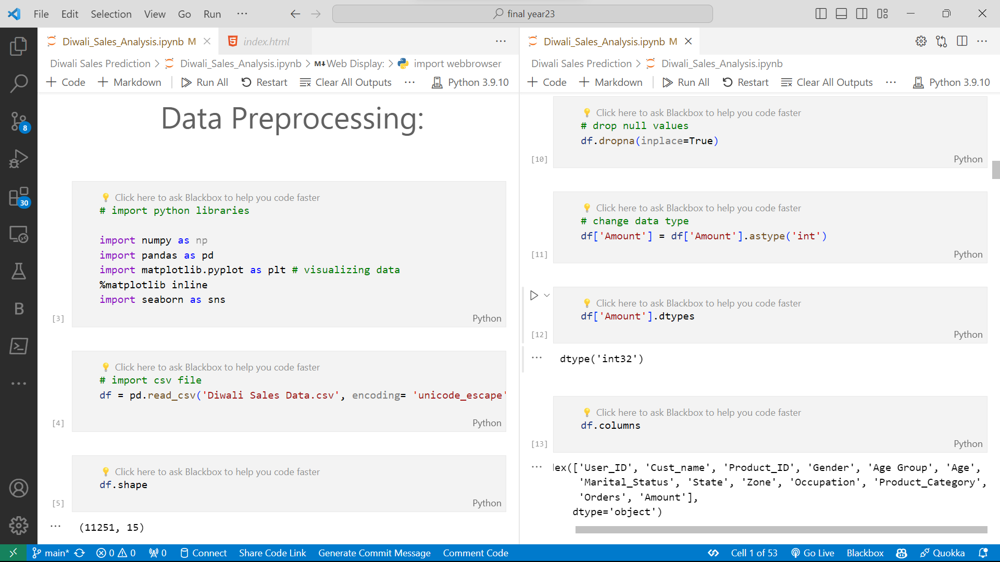 File Edit Selection View Go Run ··· final year23
Diwali_Sales_Analysis.ipynb M index.html ···
Diwali Sales Prediction > Diwali_Sales_Analysis.ipynb > M↓Web Display: > import webbrowser
+ Code + Markdown Run All Restart Clear All Outputs ··· Python 3.9.10
Data Preprocessing:
Click here to ask Blackbox to help you code faster
# import python libraries
import numpy as np
import pandas as pd
import matplotlib.pyplot as plt # visualizing data
%matplotlib inline
import seaborn as sns
[3] Python
Click here to ask Blackbox to help you code faster
# import csv file
df = pd.read_csv('Diwali Sales Data.csv', encoding= 'unicode_escape'
[4] Python
Click here to ask Blackbox to help you code faster
df.shape
[5] Python
··· (11251, 15)
Diwali_Sales_Analysis.ipynb M ···
Diwali Sales Prediction > Diwali_Sales_Analysis.ipynb
+ Code + Markdown Run All Restart Clear All Outputs ··· Python 3.9.10
Click here to ask Blackbox to help you code faster
# drop null values
df.dropna(inplace=True)
[10] Python
Click here to ask Blackbox to help you code faster
# change data type
df['Amount'] = df['Amount'].astype('int')
[11] Python
Click here to ask Blackbox to help you code faster
df['Amount'].dtypes
[12] Python
··· dtype('int32')
Click here to ask Blackbox to help you code faster
df.columns
[13] Python
··· lex(['User_ID', 'Cust_name', 'Product_ID', 'Gender', 'Age Group', 'Age',
'Marital_Status', 'State', 'Zone', 'Occupation', 'Product_Category',
'Orders', 'Amount'],
dtype='object')
8
30
B
main* 0 0 0 Connect Share Code Link Generate Commit Message Comment Code Cell 1 of 53 Go Live Blackbox Quokka